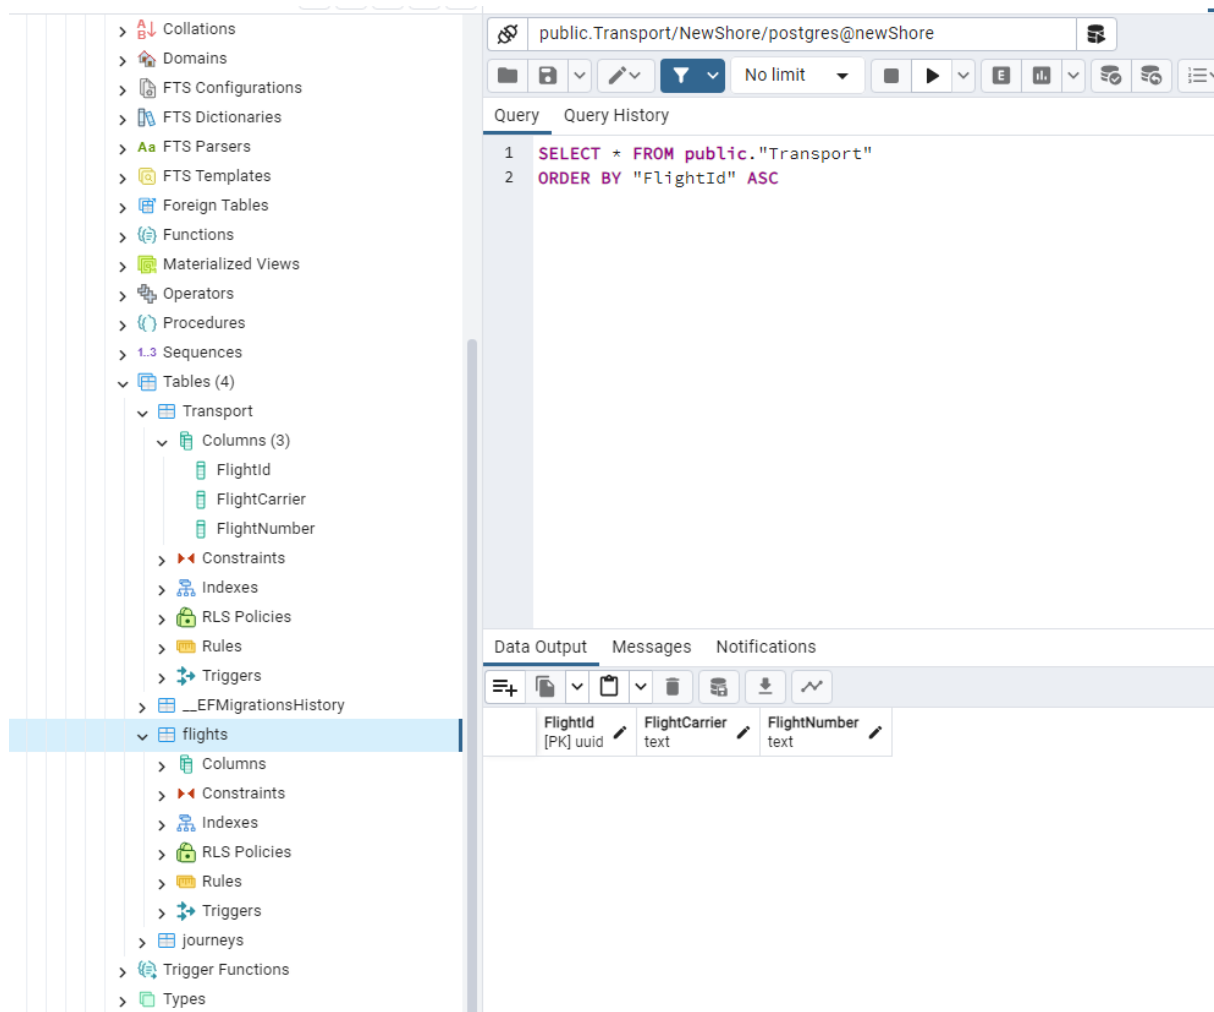 Collations
Domains
FTS Configurations
FTS Dictionaries
Aa FTS Parsers
FTS Templates
Foreign Tables
Functions
Materialized Views
Operators
Procedures
1..3 Sequences
Tables (4)
Transport
Columns (3)
FlightId
FlightCarrier
FlightNumber
Constraints
Indexes
RLS Policies
Rules
Triggers
__EFMigrationsHistory
flights
Columns
Constraints
Indexes
RLS Policies
Rules
Triggers
journeys
Trigger Functions
Types
public.Transport/NewShore/postgres@newShore
No limit
E
Query Query History
1 SELECT * FROM public."Transport"
2 ORDER BY "FlightId" ASC
Data Output Messages Notifications
FlightId FlightCarrier FlightNumber
[PK] uuid text text